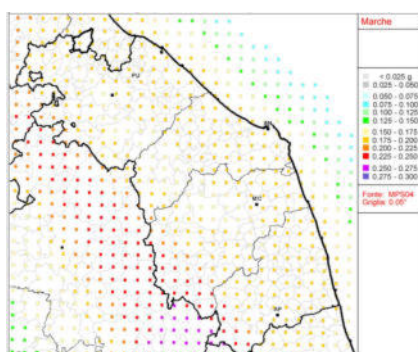 Marche
< 0.025 g
0.025 - 0.050
0.050 - 0.075
0.075 - 0.100
0.100 - 0.125
0.125 - 0.150
0.150 - 0.175
0.175 - 0.200
0.200 - 0.225
0.225 - 0.250
0.250 - 0.275
0.275 - 0.300
Fonte: MPS04
Griglia: 0.05°
PU
AN
MC
AP